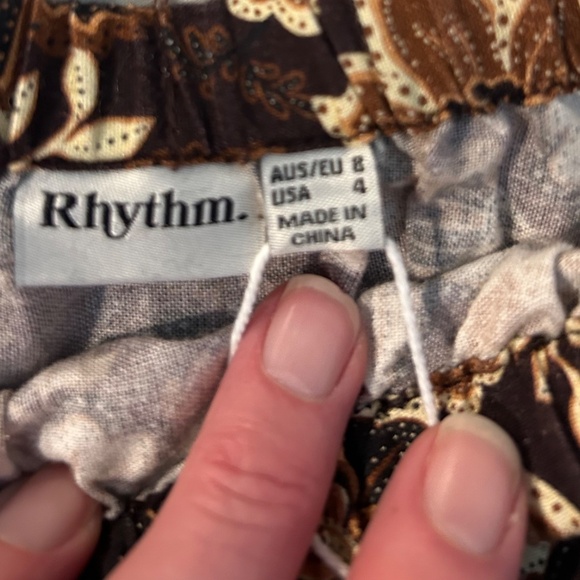 Rhythm.
AUS/EU 8
USA 4
MADE IN
CHINA